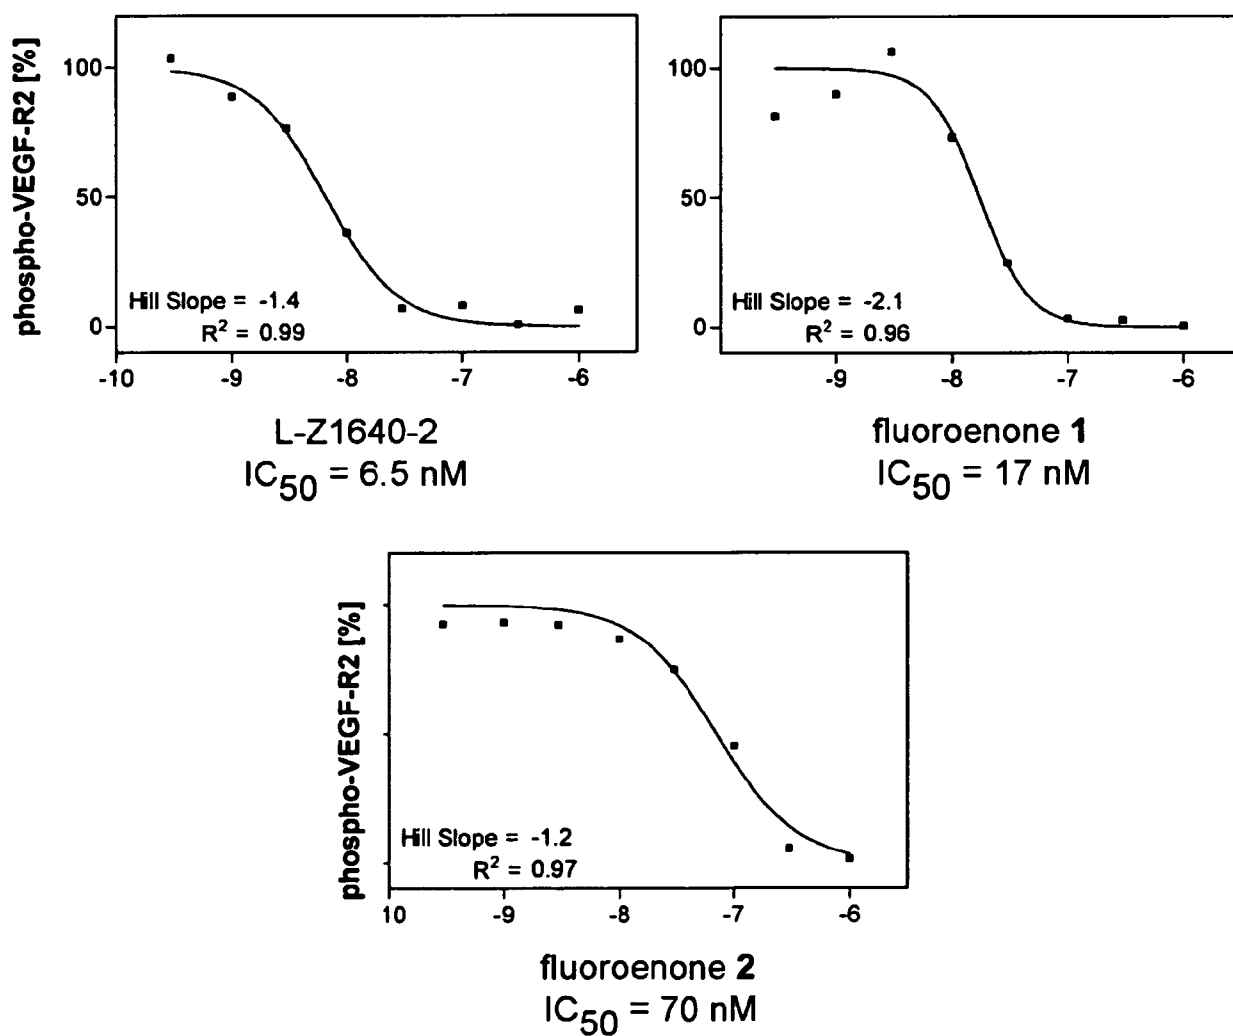 phospho-VEGF-R2 [%]
100
50
0
Hill Slope = -1.4
R² = 0.99
-10 -9 -8 -7 -6
L-Z1640-2
IC50 = 6.5 nM
100
50
0
Hill Slope = -2.1
R² = 0.96
-9 -8 -7 -6
fluoroenone 1
IC50 = 17 nM
phospho-VEGF-R2 [%]
Hill Slope = -1.2
R² = 0.97
10 -9 -8 -7 -6
fluoroenone 2
IC50 = 70 nM